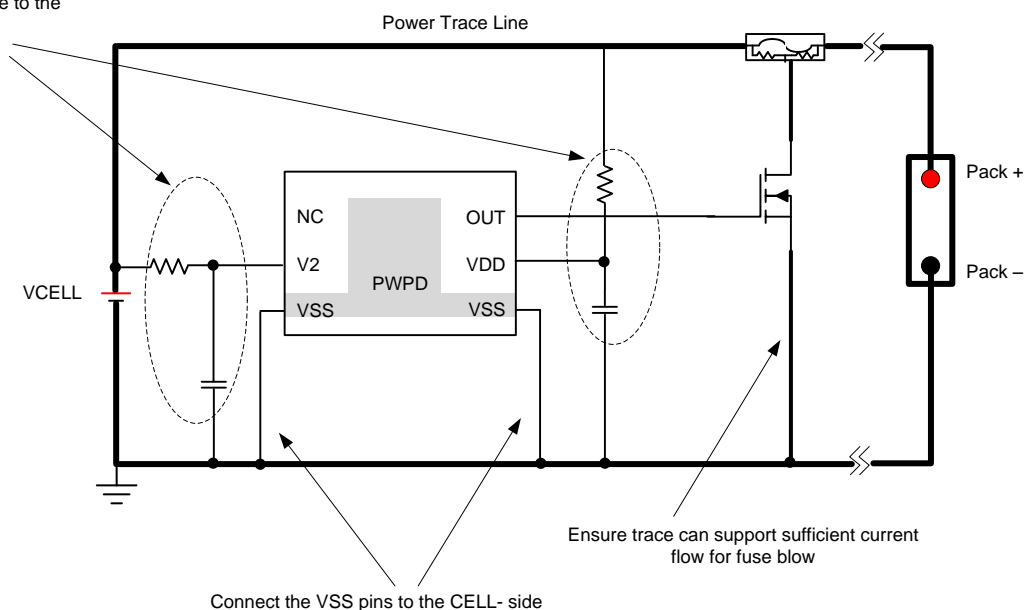 e to the
Power Trace Line
Pack +
NC
OUT
V2
VDD
PWPD
Pack –
VCELL
VSS
VSS
Ensure trace can support sufficient current
flow for fuse blow
Connect the VSS pins to the CELL- side